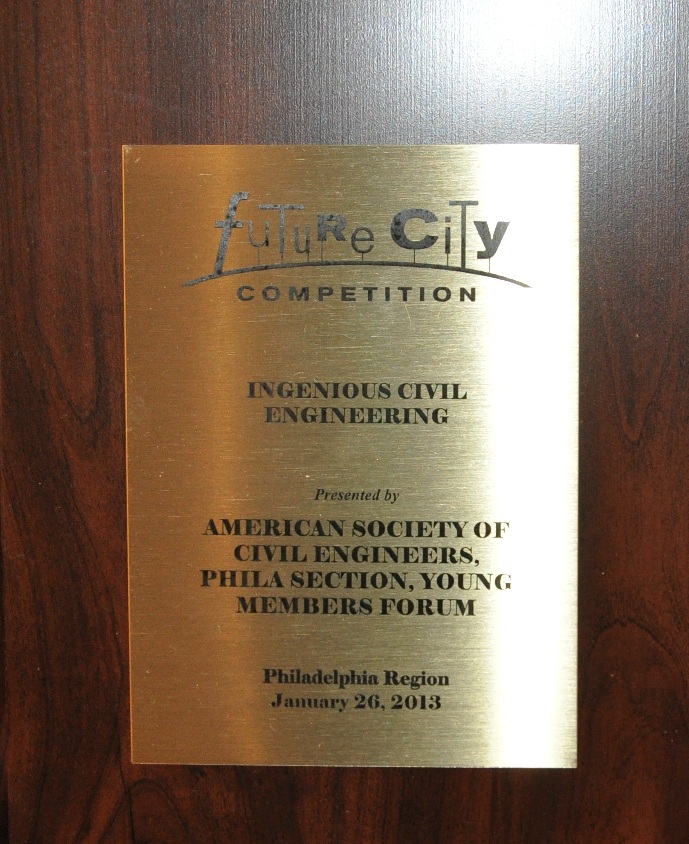 fuTuRe CiTy
COMPETITION
INGENIOUS CIVIL
ENGINEERING
Presented by
AMERICAN SOCIETY OF
CIVIL ENGINEERS,
PHILA SECTION, YOUNG
MEMBERS FORUM
Philadelphia Region
January 26, 2013